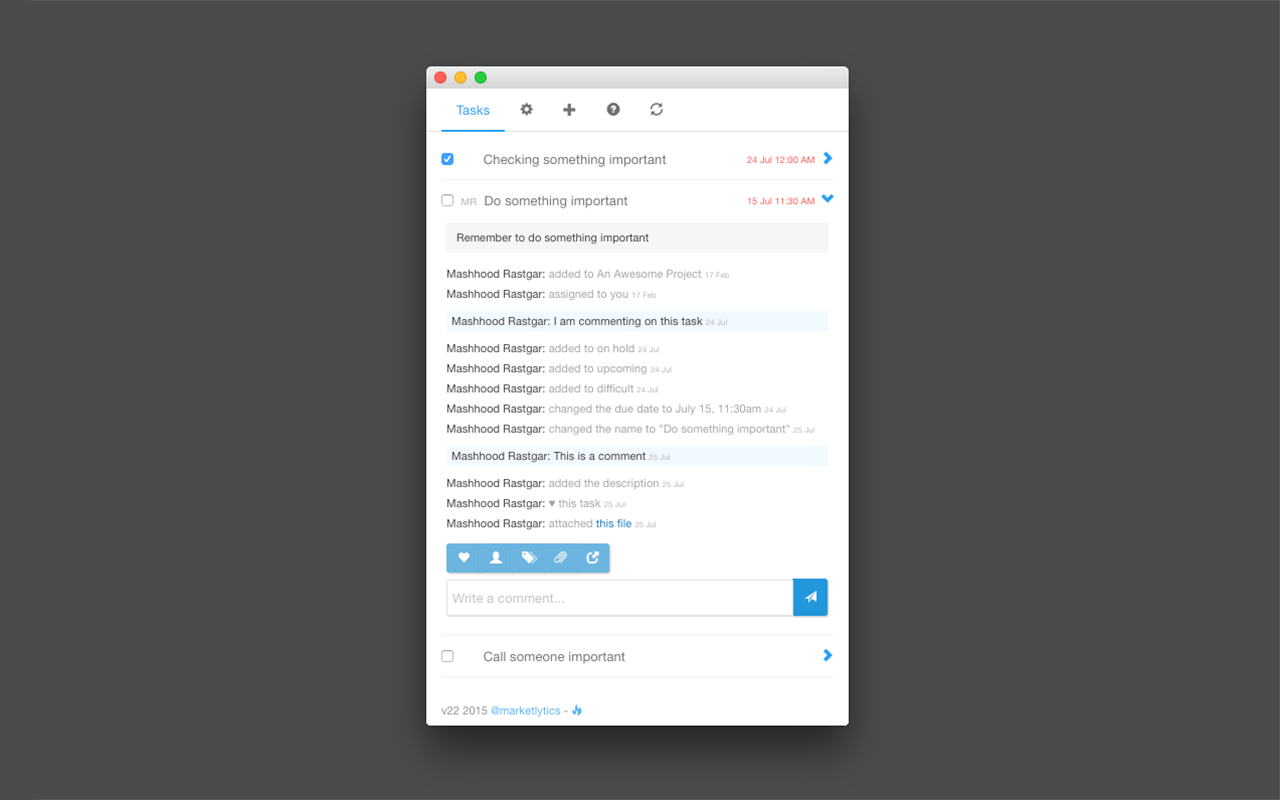 Tasks
Checking something important 24 Jul 12:00 AM
MR Do something important 15 Jul 11:30 AM
Remember to do something important
Mashhood Rastgar: added to An Awesome Project 17 Feb
Mashhood Rastgar: assigned to you 17 Feb
Mashhood Rastgar: I am commenting on this task 24 Jul
Mashhood Rastgar: added to on hold 24 Jul
Mashhood Rastgar: added to upcoming 24 Jul
Mashhood Rastgar: added to difficult 24 Jul
Mashhood Rastgar: changed the due date to July 15, 11:30am 24 Jul
Mashhood Rastgar: changed the name to "Do something important" 25 Jul
Mashhood Rastgar: This is a comment 25 Jul
Mashhood Rastgar: added the description 25 Jul
Mashhood Rastgar: ♥ this task 25 Jul
Mashhood Rastgar: attached this file 25 Jul
Write a comment...
Call someone important
v22 2015 @marketlytics -